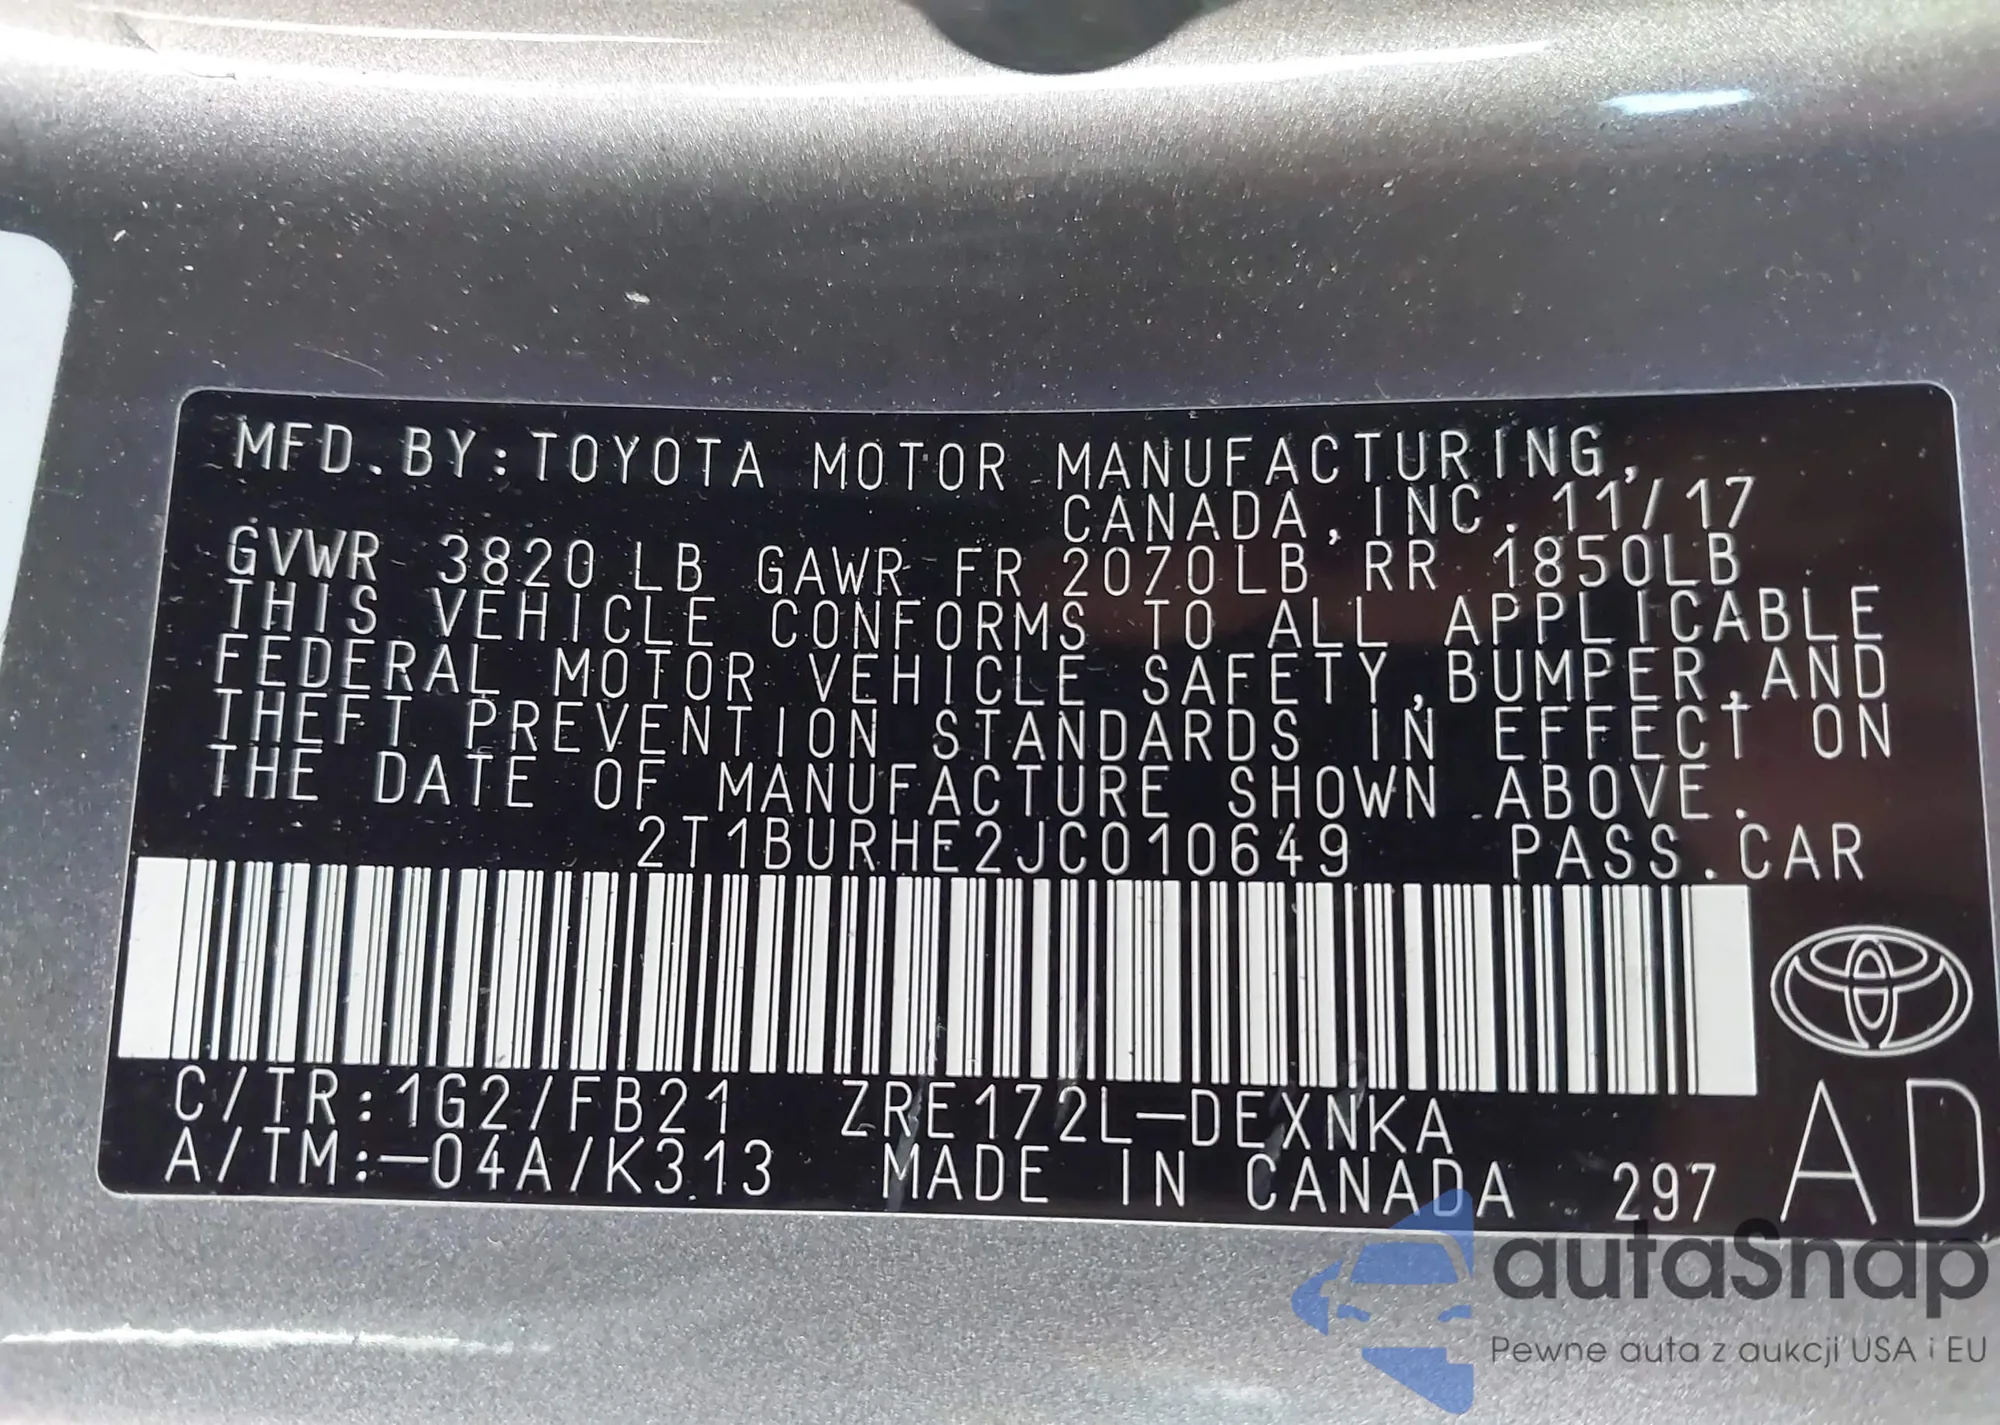 MFD.BY:TOYOTA MOTOR MANUFACTURING,
CANADA,INC. 11/17
GVWR 3820LB GAWR FR 2070LB RR 1850LB
THIS VEHICLE CONFORMS TO ALL APPLICABLE
FEDERAL MOTOR VEHICLE SAFETY,BUMPER,AND
THEFT PREVENTION STANDARDS IN EFFECT ON
THE DATE OF MANUFACTURE SHOWN ABOVE.
2T1BURHE2JC010649 PASS.CAR
C/TR:1G2/FB21 ZRE172L-DEXNKA
A/TM:-04A/K313 MADE IN CANADA 297 AD
autaSnap
Pewne auta z aukcji USA i EU